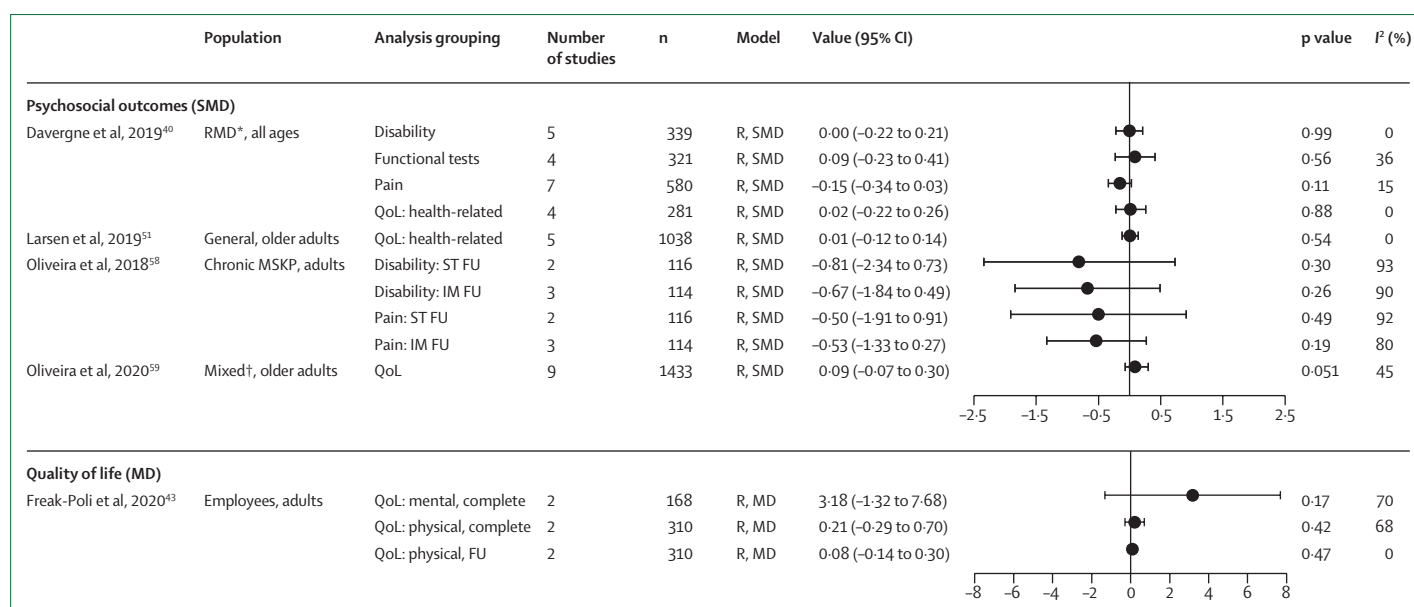 Population Analysis grouping Number of studies n Model Value (95% CI) p value I² (%)
Psychosocial outcomes (SMD)
Davergne et al, 2019⁴⁰ RMD*, all ages Disability 5 339 R, SMD 0·00 (–0·22 to 0·21) 0·99 0
Functional tests 4 321 R, SMD 0·09 (–0·23 to 0·41) 0·56 36
Pain 7 580 R, SMD –0·15 (–0·34 to 0·03) 0·11 15
QoL: health-related 4 281 R, SMD 0·02 (–0·22 to 0·26) 0·88 0
Larsen et al, 2019⁵¹ General, older adults QoL: health-related 5 1038 R, SMD 0·01 (–0·12 to 0·14) 0·54 0
Oliveira et al, 2018⁵⁸ Chronic MSKP, adults Disability: ST FU 2 116 R, SMD –0·81 (–2·34 to 0·73) 0·30 93
Disability: IM FU 3 114 R, SMD –0·67 (–1·84 to 0·49) 0·26 90
Pain: ST FU 2 116 R, SMD –0·50 (–1·91 to 0·91) 0·49 92
Pain: IM FU 3 114 R, SMD –0·53 (–1·33 to 0·27) 0·19 80
Oliveira et al, 2020⁵⁹ Mixed†, older adults QoL 9 1433 R, SMD 0·09 (–0·07 to 0·30) 0·051 45
–2·5 –1·5 –0·5 0·5 1·5 2·5
Quality of life (MD)
Freak-Poli et al, 2020⁴³ Employees, adults QoL: mental, complete 2 168 R, MD 3·18 (–1·32 to 7·68) 0·17 70
QoL: physical, complete 2 310 R, MD 0·21 (–0·29 to 0·70) 0·42 68
QoL: physical, FU 2 310 R, MD 0·08 (–0·14 to 0·30) 0·47 0
–8 –6 –4 –2 0 2 4 6 8